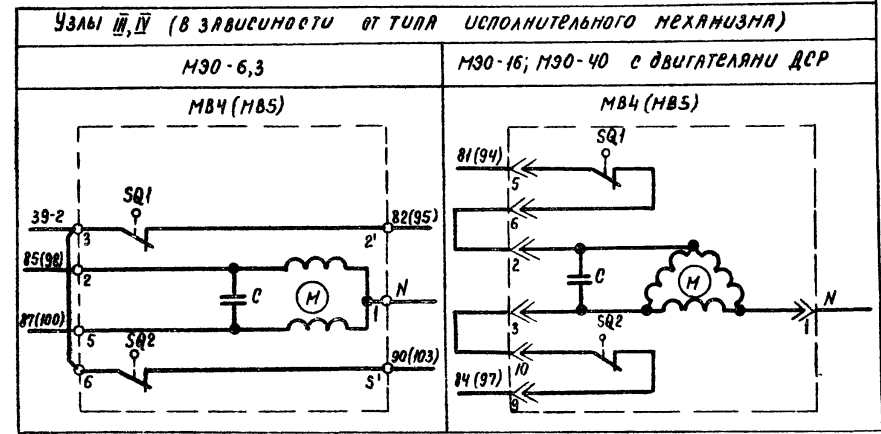 Узлы III, IV (в зависимости от типа исполнительного механизма)
МЭО-6,3
МЭО-16; МЭО-40 с двигателями ДСР
МВ4 (МВ5)
SQ1
39-2
3
2'
82(95)
85(98)
2
C
М
N
1
87(100)
5
SQ2
6
5'
90(103)
МВ4 (МВ5)
SQ1
81(94)
5
6
2
C
М
N
3
1
SQ2
10
84(97)
9